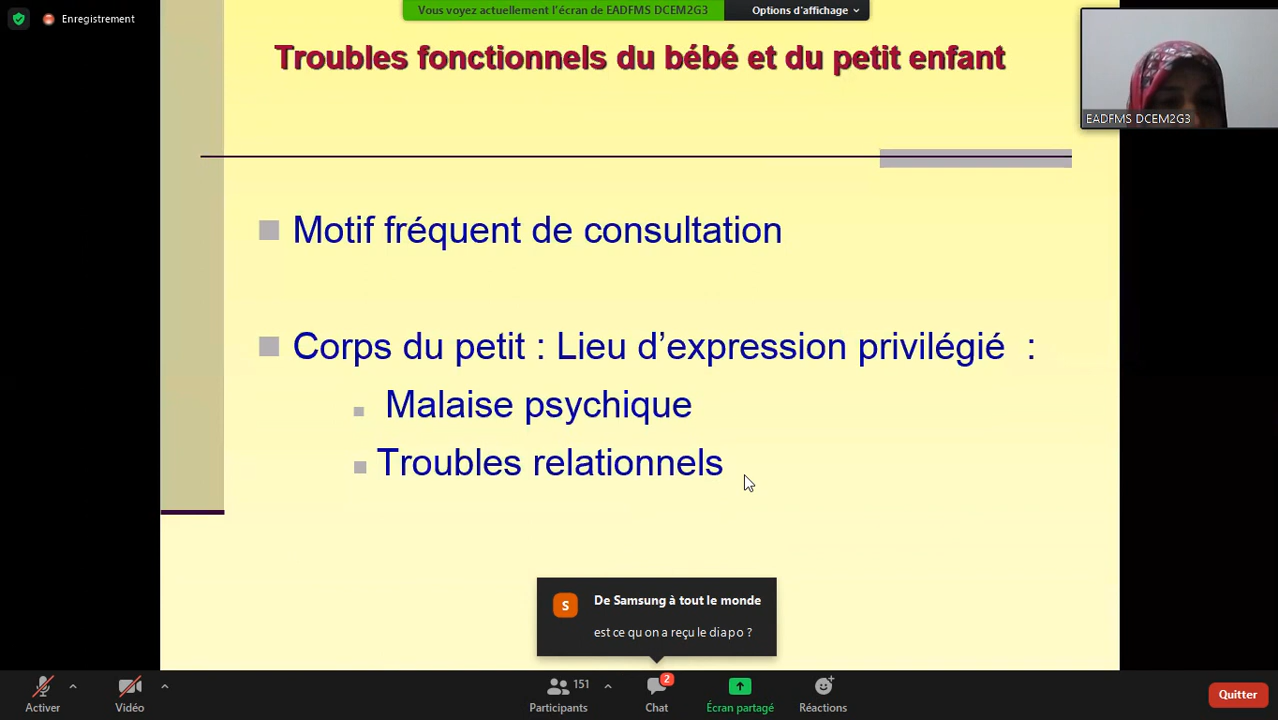 Enregistrement
Vous voyez actuellement l'écran de EADFMS DCEM2G3
Options d'affichage
Troubles fonctionnels du bébé et du petit enfant
EADFMS DCEM2G3
Motif fréquent de consultation
Corps du petit : Lieu d’expression privilégié :
Malaise psychique
Troubles relationnels
S
De Samsung à tout le monde
est ce qu on a reçu le diapo ?
Activer
Vidéo
151
Participants
2
Chat
Écran partagé
Réactions
Quitter